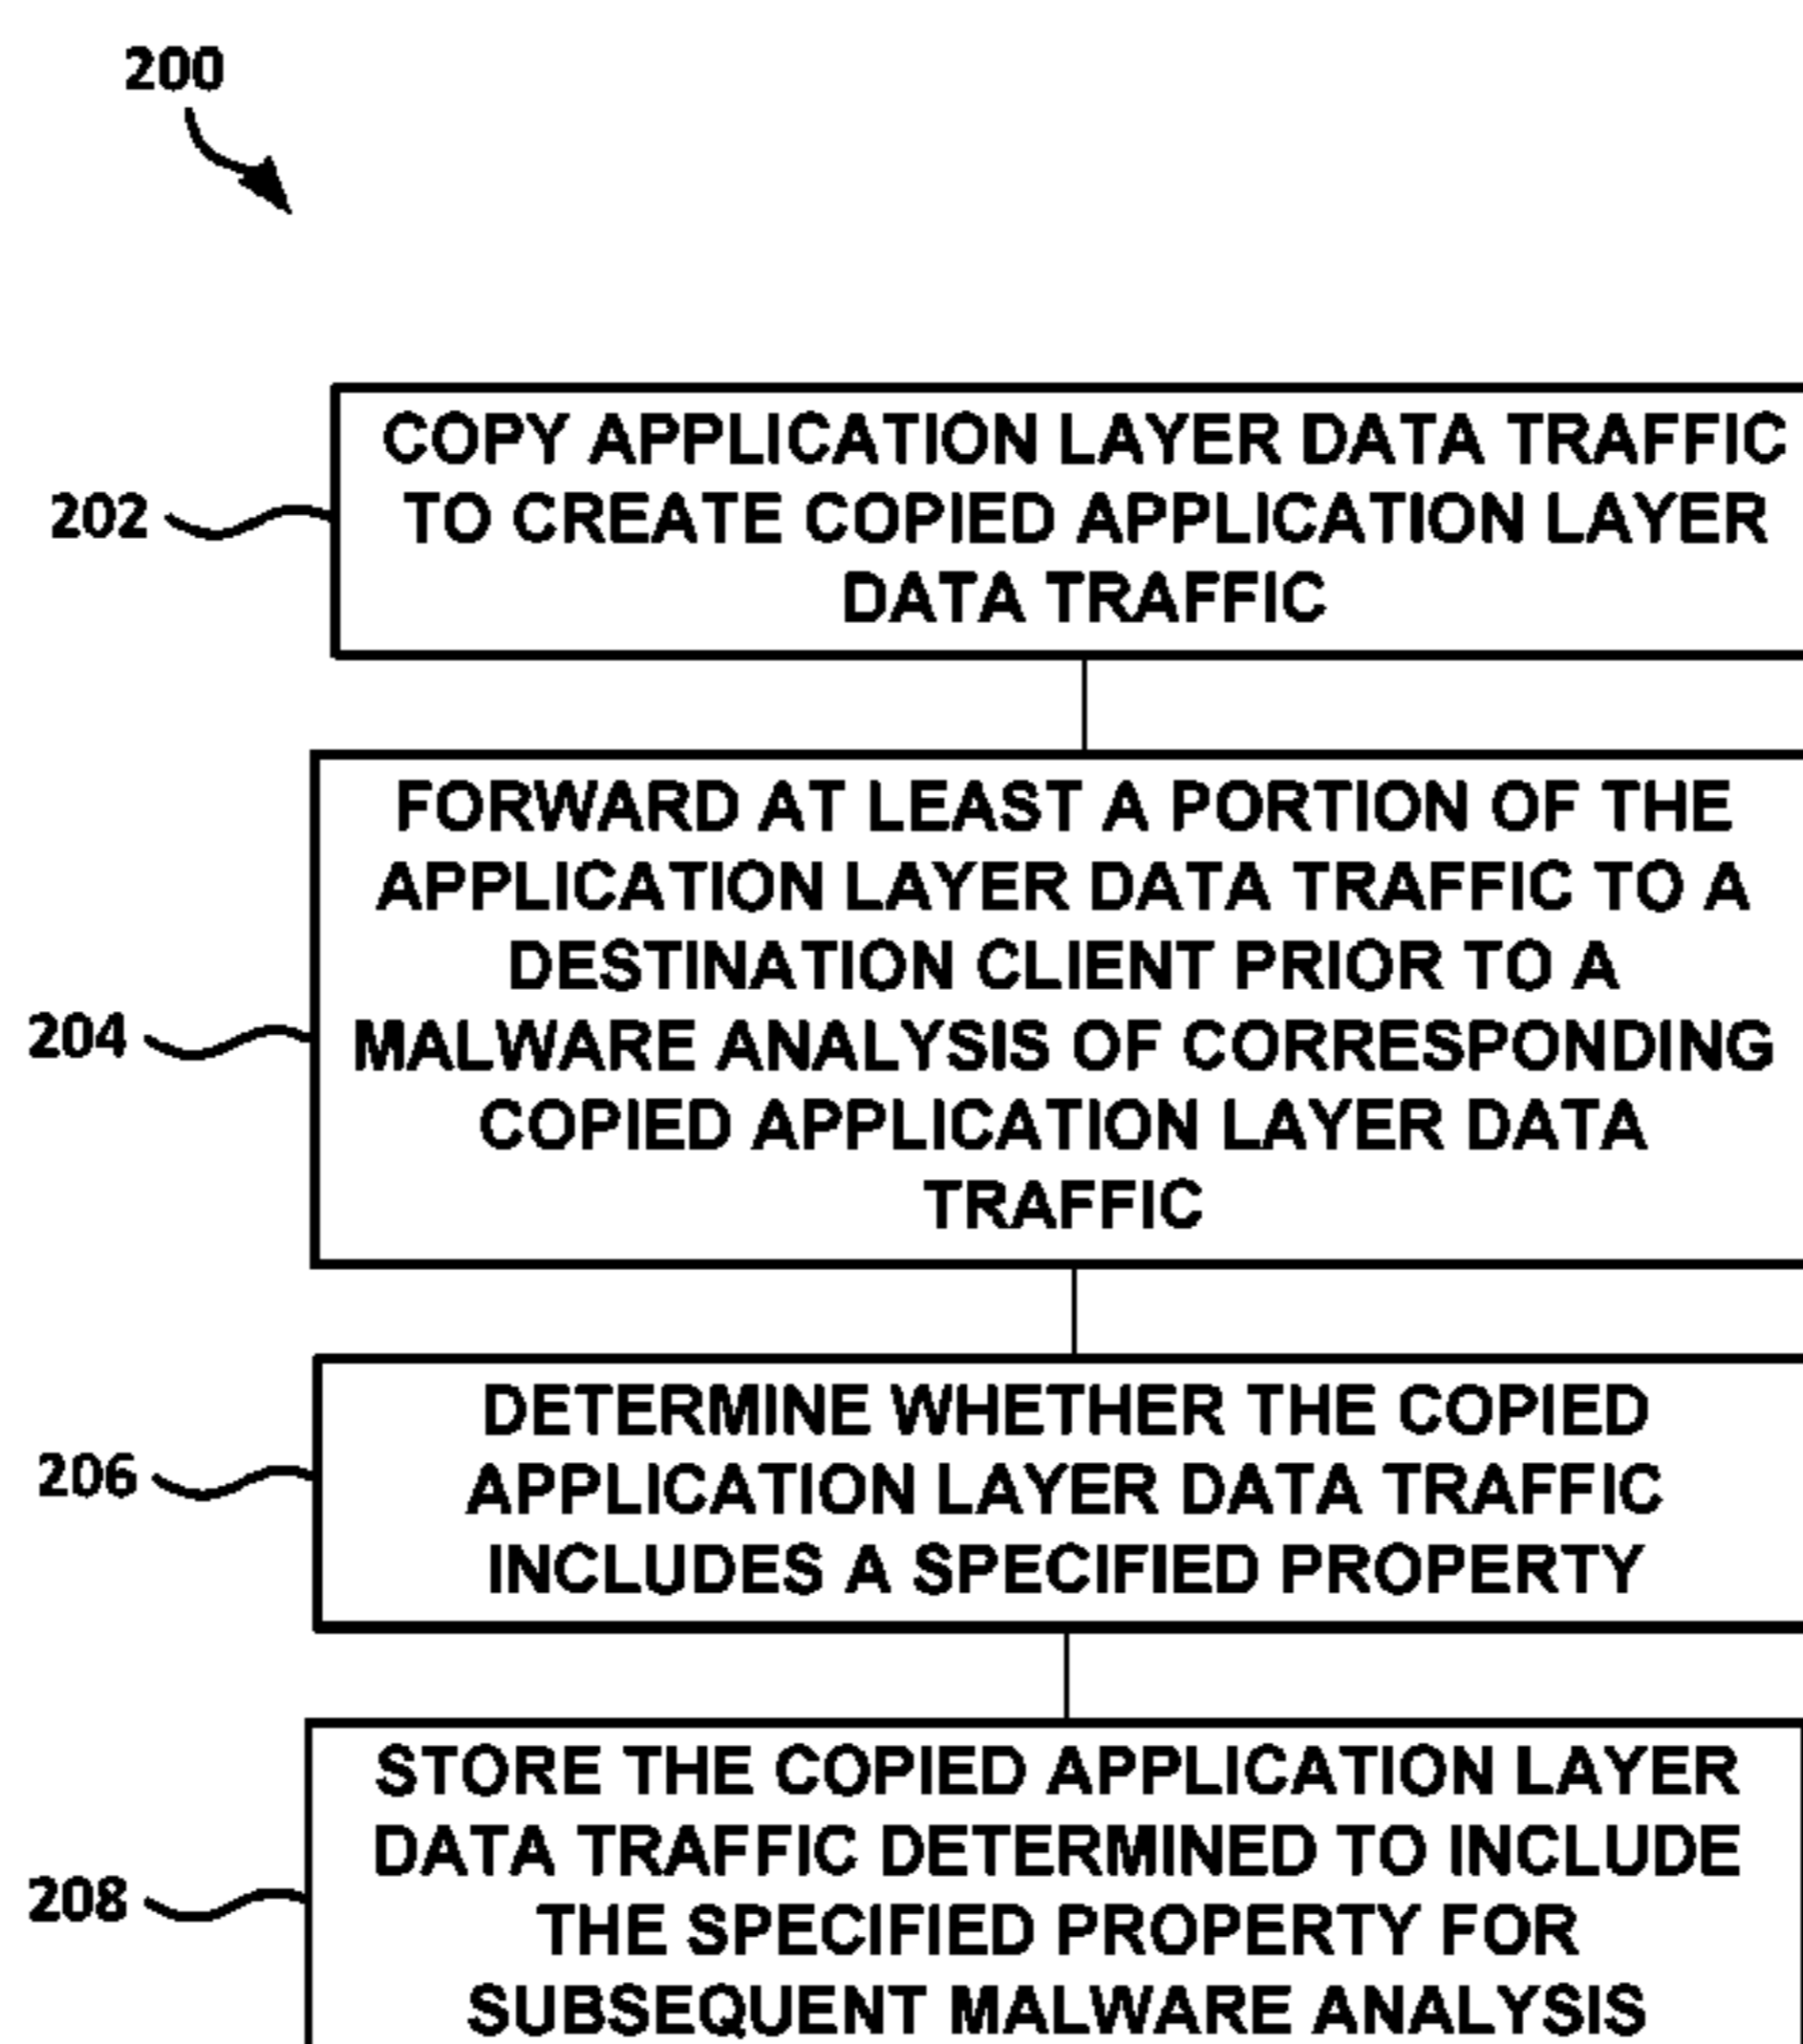 200
202
COPY APPLICATION LAYER DATA TRAFFIC
TO CREATE COPIED APPLICATION LAYER
DATA TRAFFIC
204
FORWARD AT LEAST A PORTION OF THE
APPLICATION LAYER DATA TRAFFIC TO A
DESTINATION CLIENT PRIOR TO A
MALWARE ANALYSIS OF CORRESPONDING
COPIED APPLICATION LAYER DATA
TRAFFIC
206
DETERMINE WHETHER THE COPIED
APPLICATION LAYER DATA TRAFFIC
INCLUDES A SPECIFIED PROPERTY
208
STORE THE COPIED APPLICATION LAYER
DATA TRAFFIC DETERMINED TO INCLUDE
THE SPECIFIED PROPERTY FOR
SUBSEQUENT MALWARE ANALYSIS